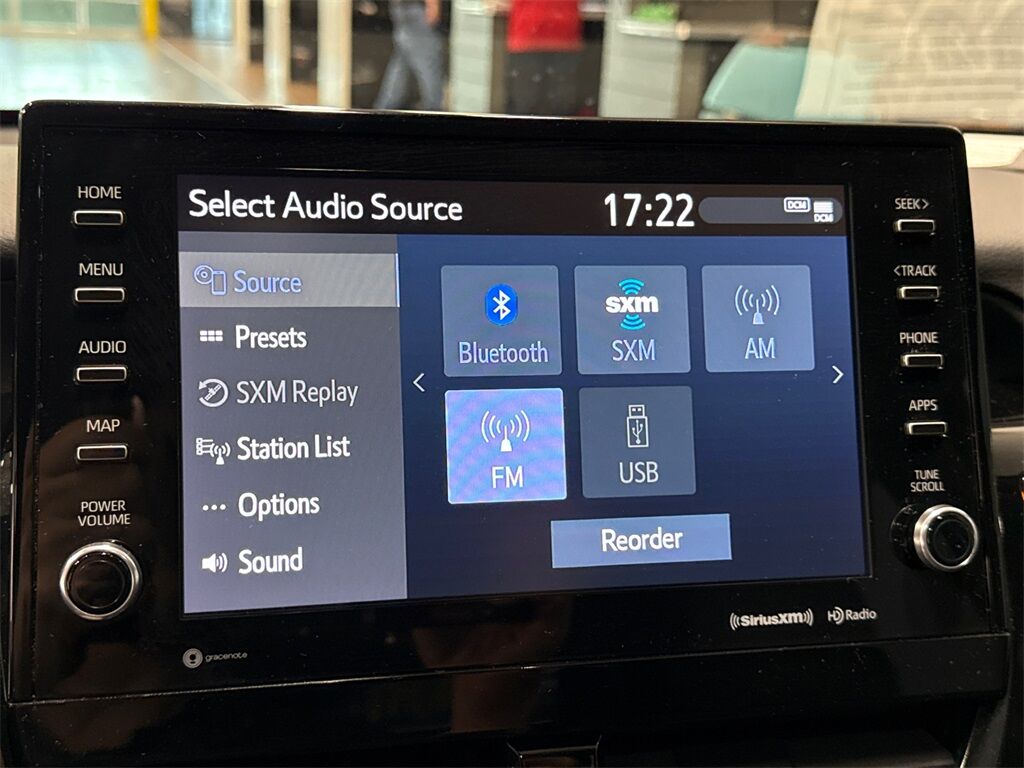 HOME
MENU
AUDIO
MAP
POWER
VOLUME
Select Audio Source
17:22
DCM
DCM
Source
Presets
SXM Replay
Station List
Options
Sound
Bluetooth
sxm
SXM
AM
FM
USB
Reorder
SEEK>
<TRACK
PHONE
APPS
TUNE
SCROLL
gracenote
SiriusXM
HD Radio